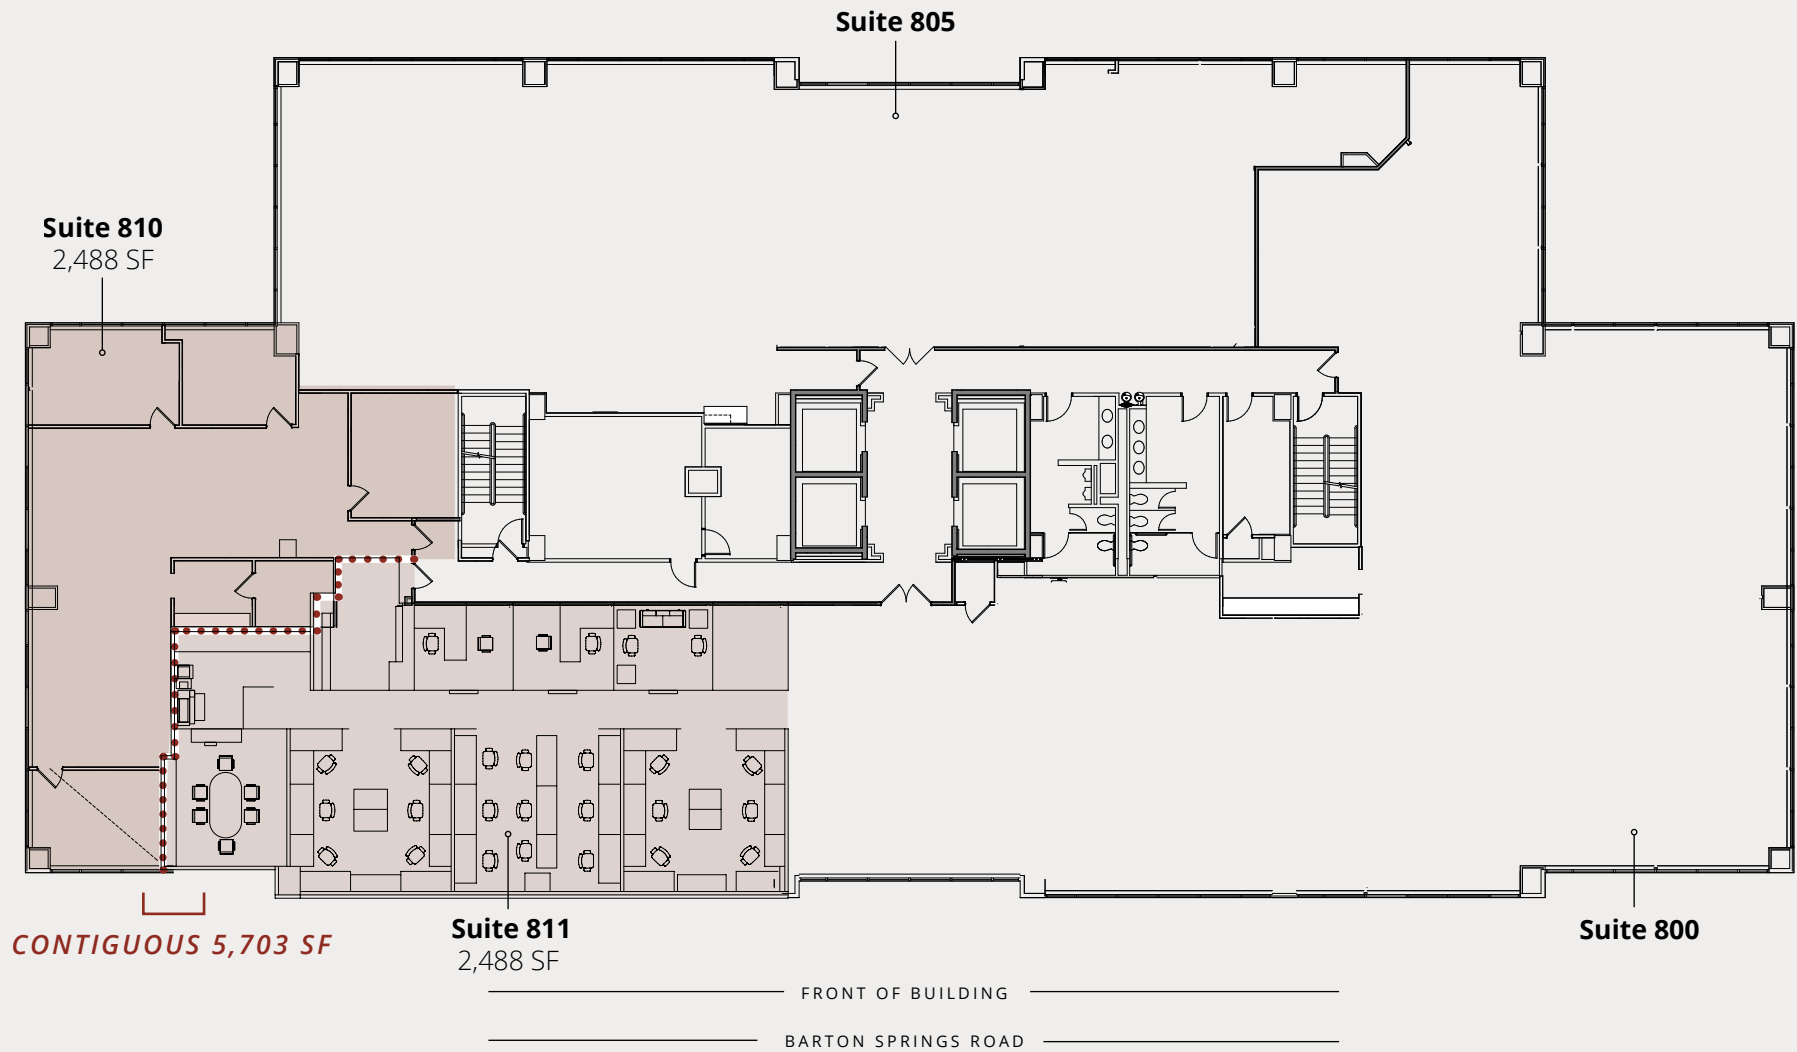 Suite 805
Suite 810
2,488 SF
CONTIGUOUS 5,703 SF
Suite 811
2,488 SF
Suite 800
FRONT OF BUILDING
BARTON SPRINGS ROAD